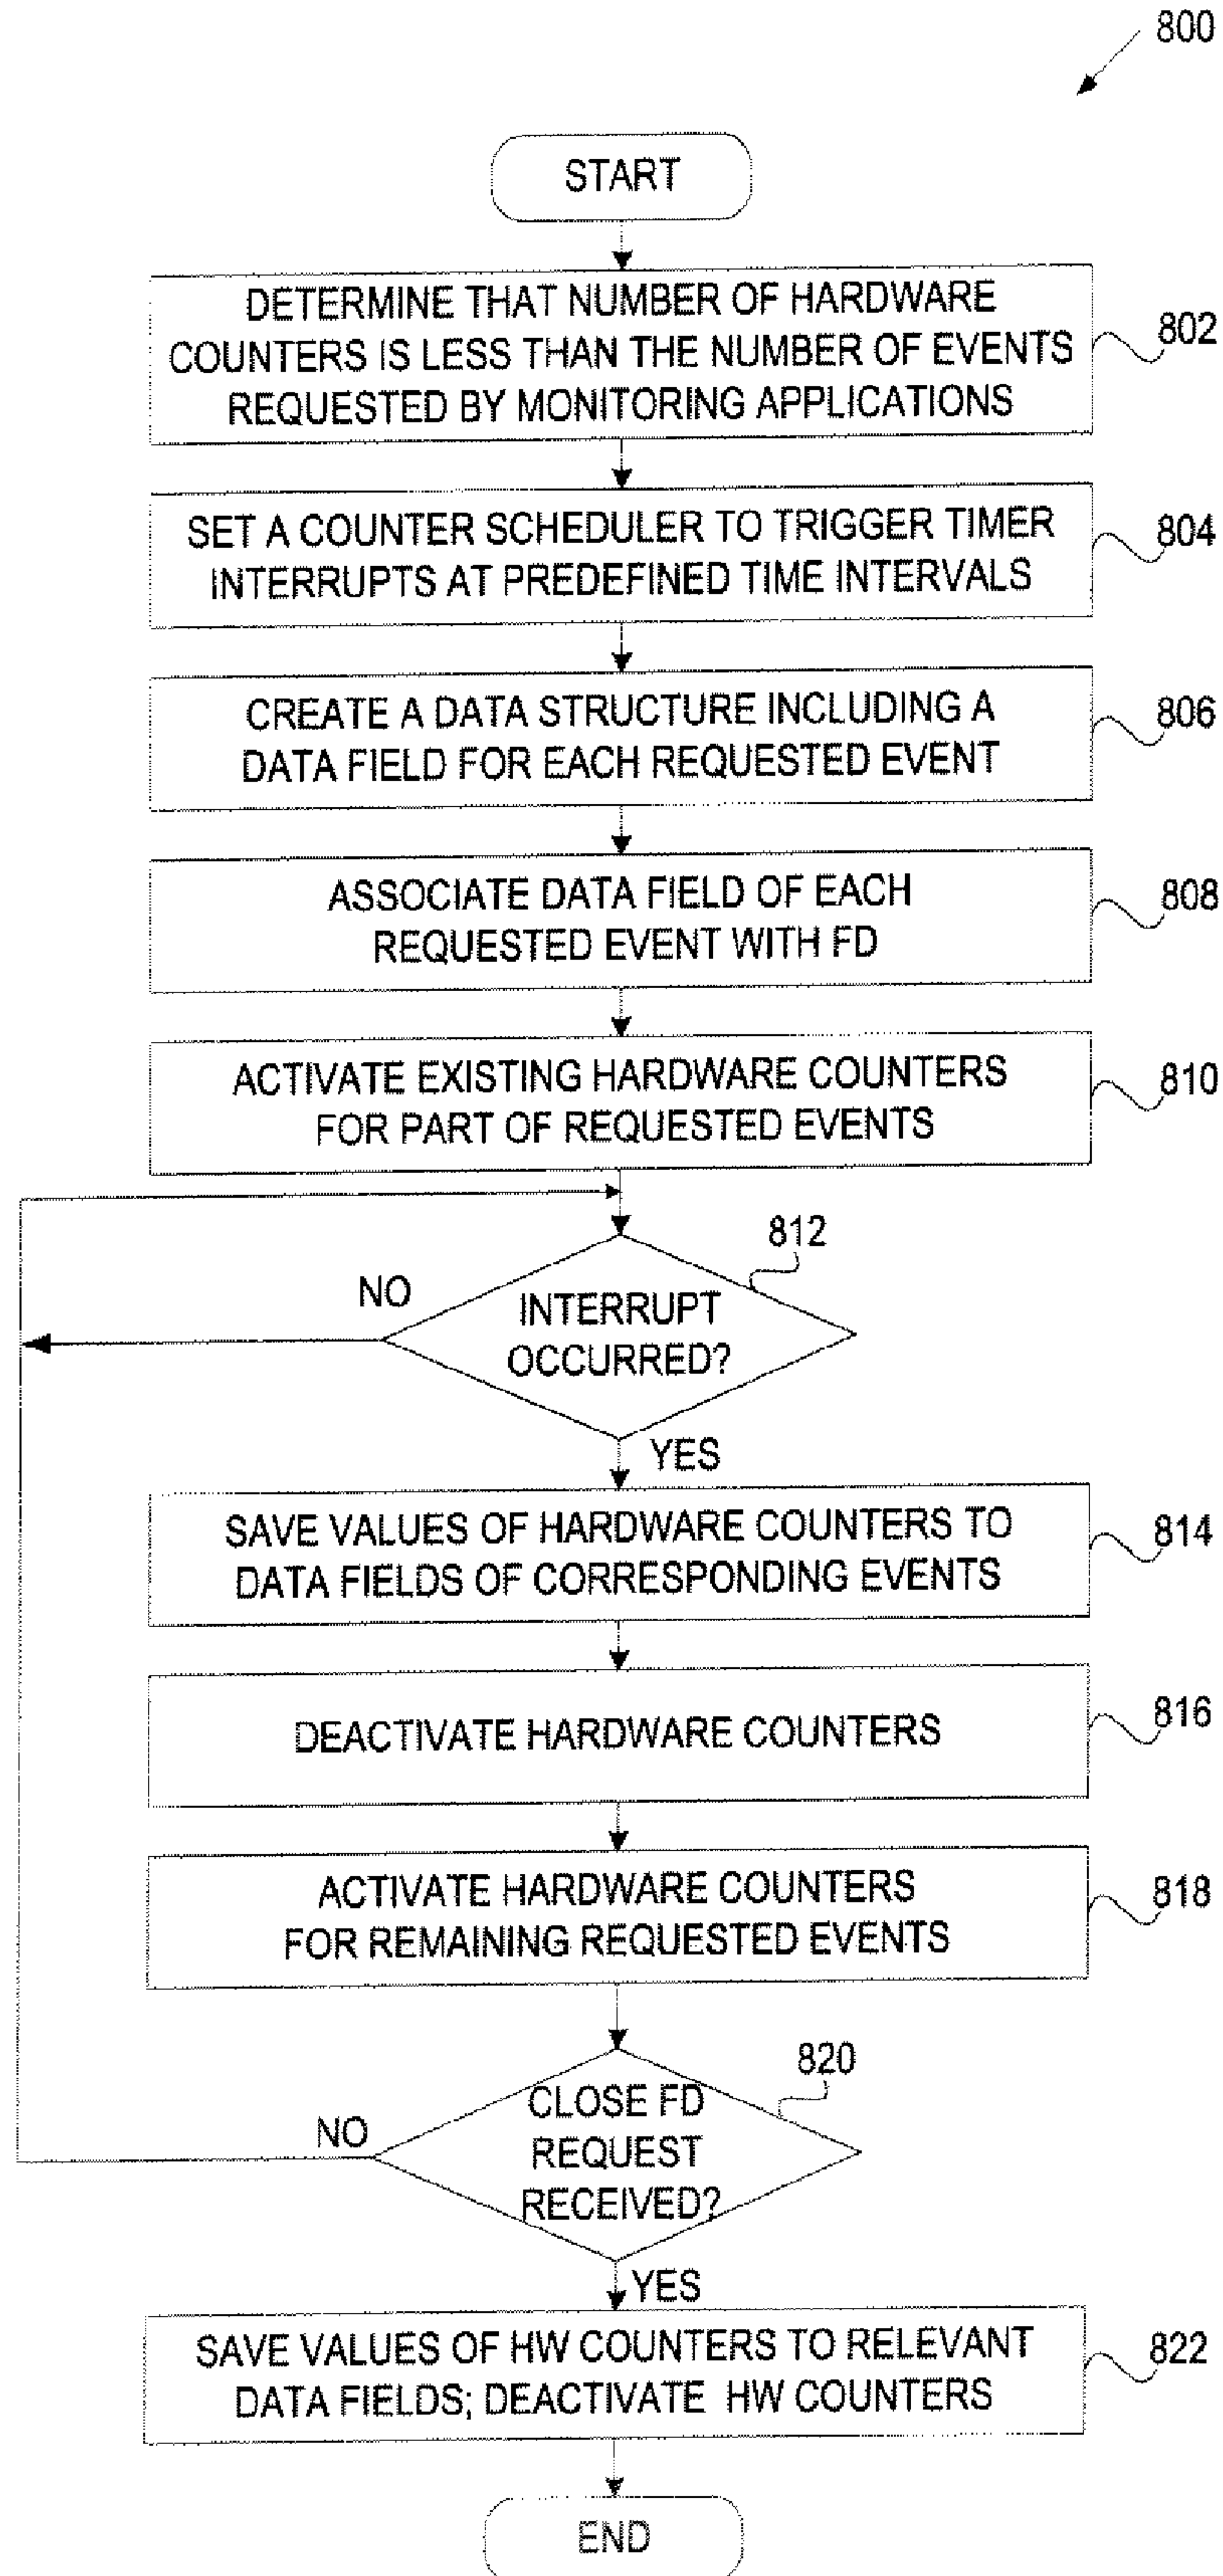 800
START
DETERMINE THAT NUMBER OF HARDWARE
COUNTERS IS LESS THAN THE NUMBER OF EVENTS
REQUESTED BY MONITORING APPLICATIONS
802
SET A COUNTER SCHEDULER TO TRIGGER TIMER
INTERRUPTS AT PREDEFINED TIME INTERVALS
804
CREATE A DATA STRUCTURE INCLUDING A
DATA FIELD FOR EACH REQUESTED EVENT
806
ASSOCIATE DATA FIELD OF EACH
REQUESTED EVENT WITH FD
808
ACTIVATE EXISTING HARDWARE COUNTERS
FOR PART OF REQUESTED EVENTS
810
812
NO
INTERRUPT
OCCURRED?
YES
SAVE VALUES OF HARDWARE COUNTERS TO
DATA FIELDS OF CORRESPONDING EVENTS
814
DEACTIVATE HARDWARE COUNTERS
816
ACTIVATE HARDWARE COUNTERS
FOR REMAINING REQUESTED EVENTS
818
820
NO
CLOSE FD
REQUEST
RECEIVED?
YES
SAVE VALUES OF HW COUNTERS TO RELEVANT
DATA FIELDS; DEACTIVATE HW COUNTERS
822
END